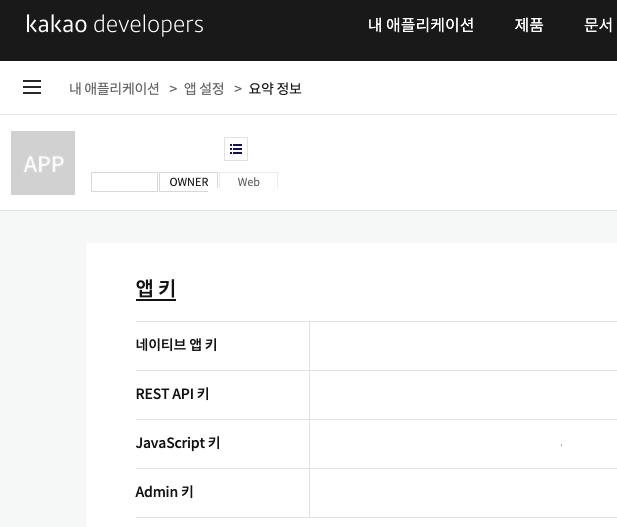 kakao developers 내 애플리케이션 제품 문서
내 애플리케이션 > 앱 설정 > 요약 정보
APP
OWNER Web
앱 키
네이티브 앱 키
REST API 키
JavaScript 키
Admin 키